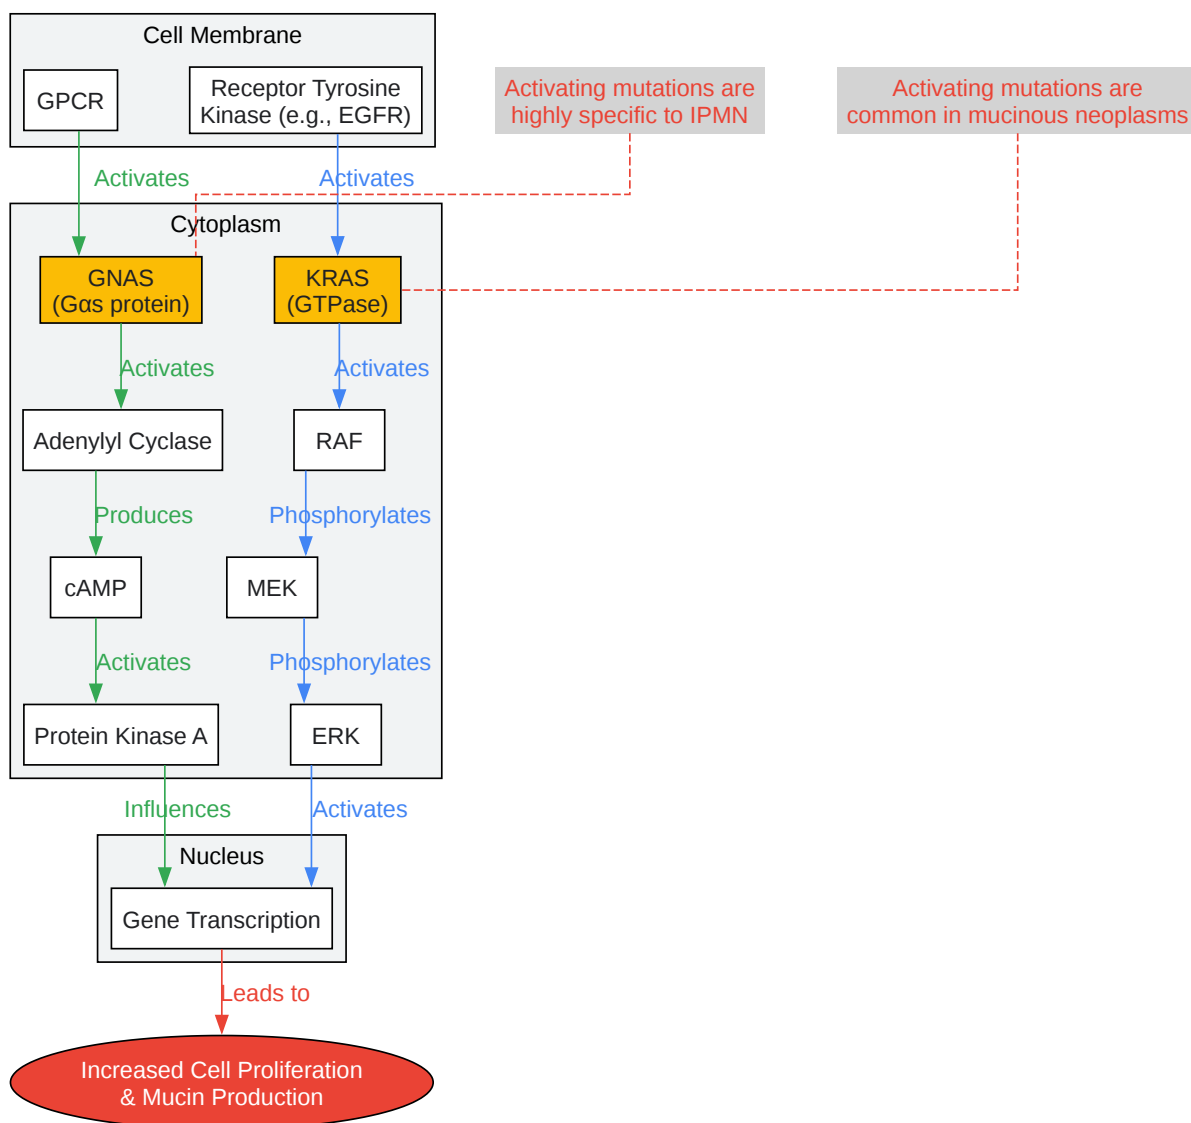 Cell Membrane
GPCR
Receptor Tyrosine
Kinase (e.g., EGFR)
Activating mutations are
highly specific to IPMN
Activating mutations are
common in mucinous neoplasms
Activates
Activates
Cytoplasm
GNAS
(Gαs protein)
KRAS
(GTPase)
Activates
Activates
Adenylyl Cyclase
RAF
Produces
Phosphorylates
cAMP
MEK
Activates
Phosphorylates
Protein Kinase A
ERK
Influences
Activates
Nucleus
Gene Transcription
Leads to
Increased Cell Proliferation
& Mucin Production